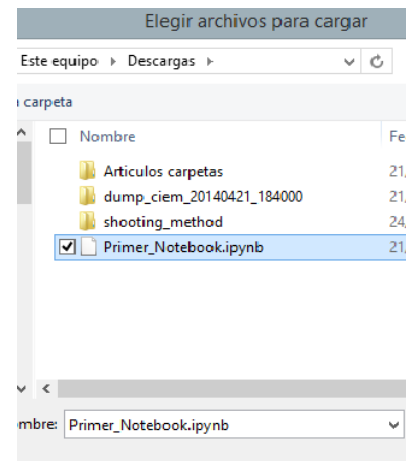 Elegir archivos para cargar
Este equipo Descargas
carpeta
Nombre Fe
Articulos carpetas 21,
dump_ciem_20140421_184000 21,
shooting_method 24,
Primer_Notebook.ipynb 21,
mbre: Primer_Notebook.ipynb